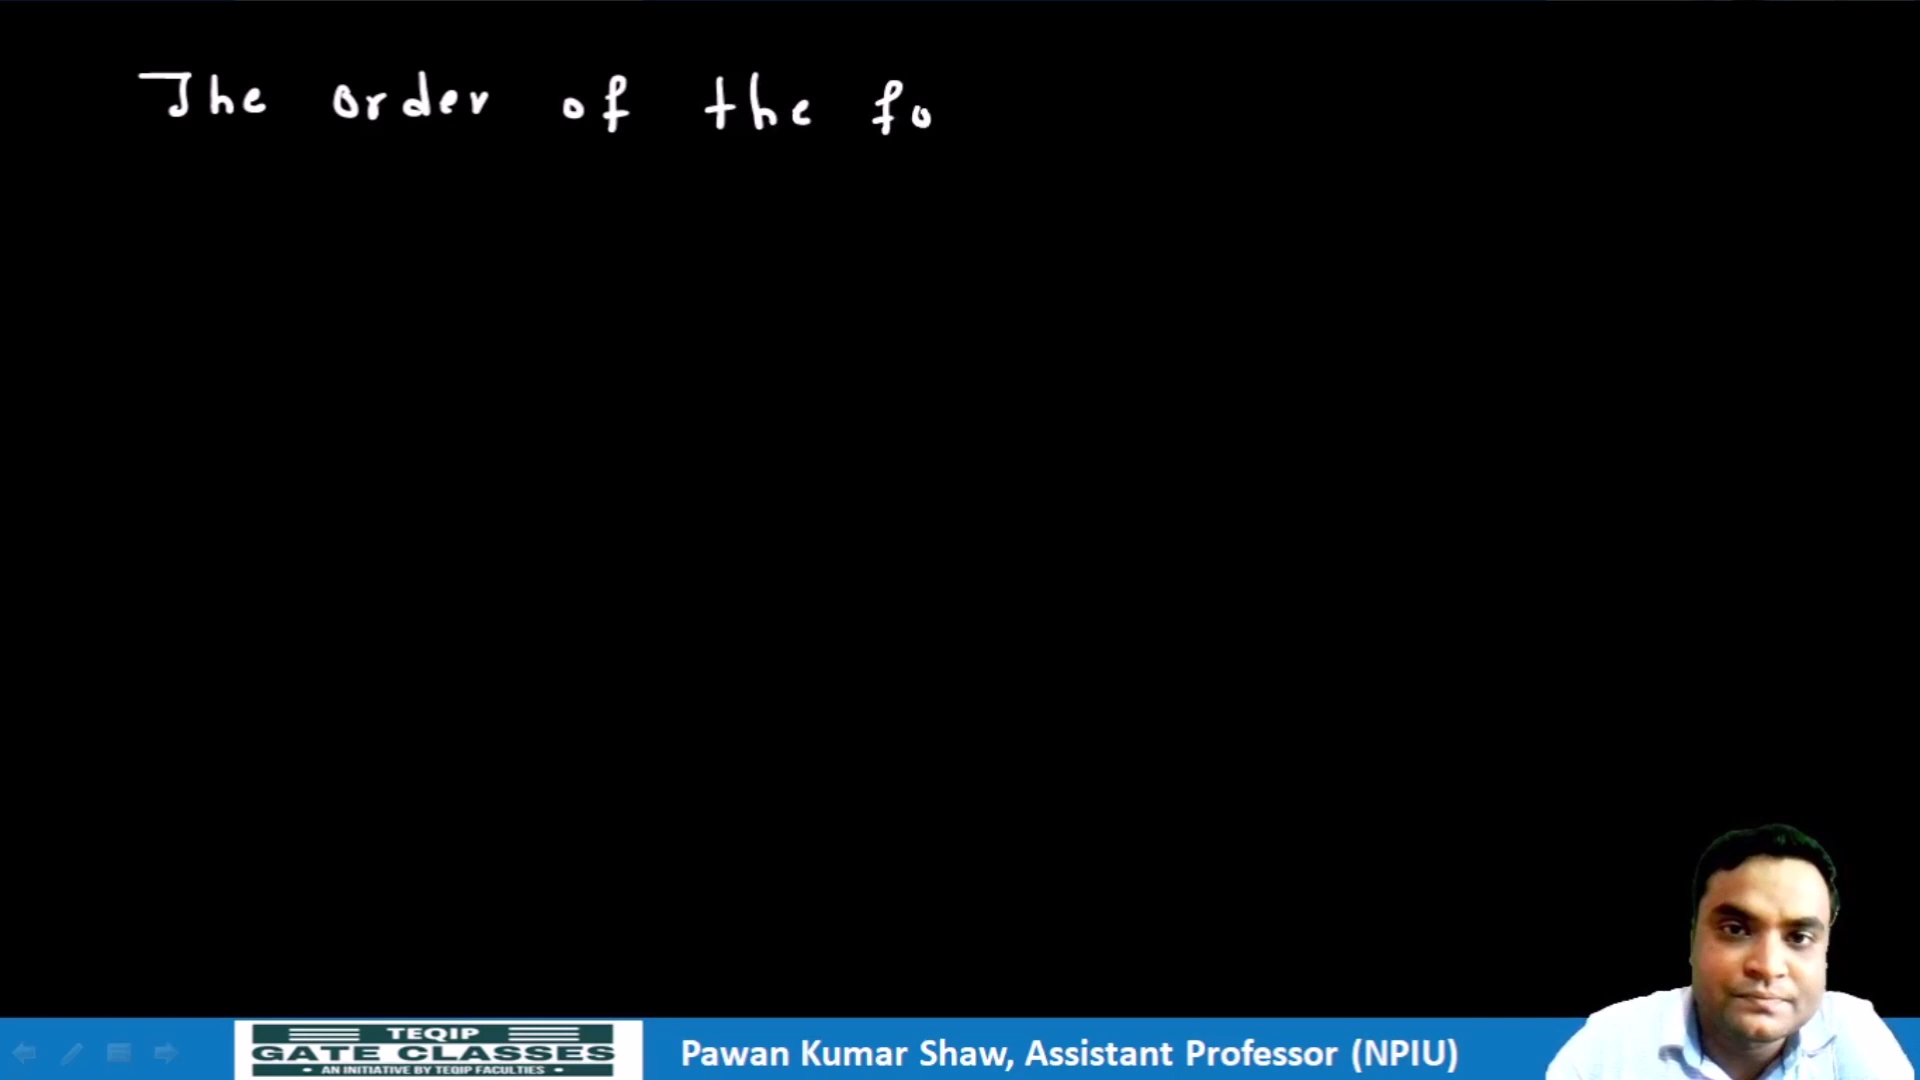 The order of the fo
TEQIP
GATE CLASSES
• AN INITIATIVE BY TEQIP FACULTIES •
Pawan Kumar Shaw, Assistant Professor (NPIU)